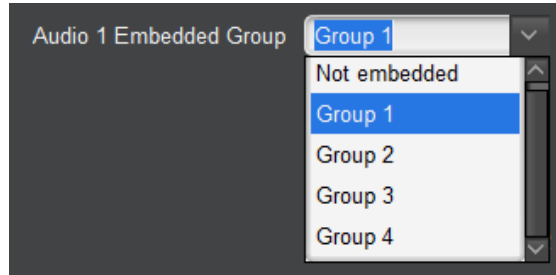 Audio 1 Embedded Group Group 1
Not embedded
Group 1
Group 2
Group 3
Group 4